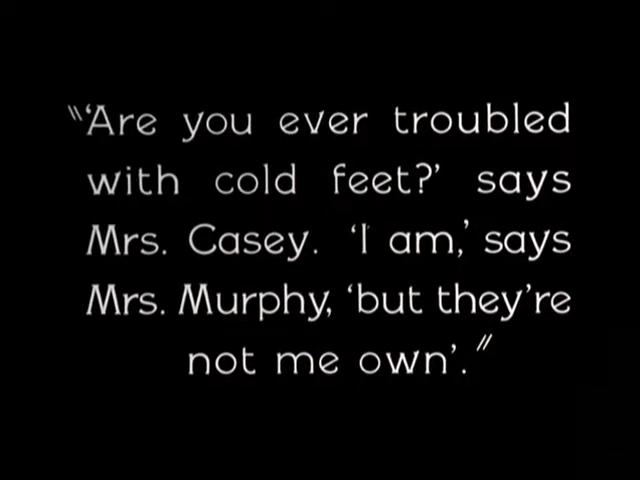 "'Are you ever troubled
with cold feet?' says
Mrs. Casey. 'I am,' says
Mrs. Murphy, 'but they're
not me own'."